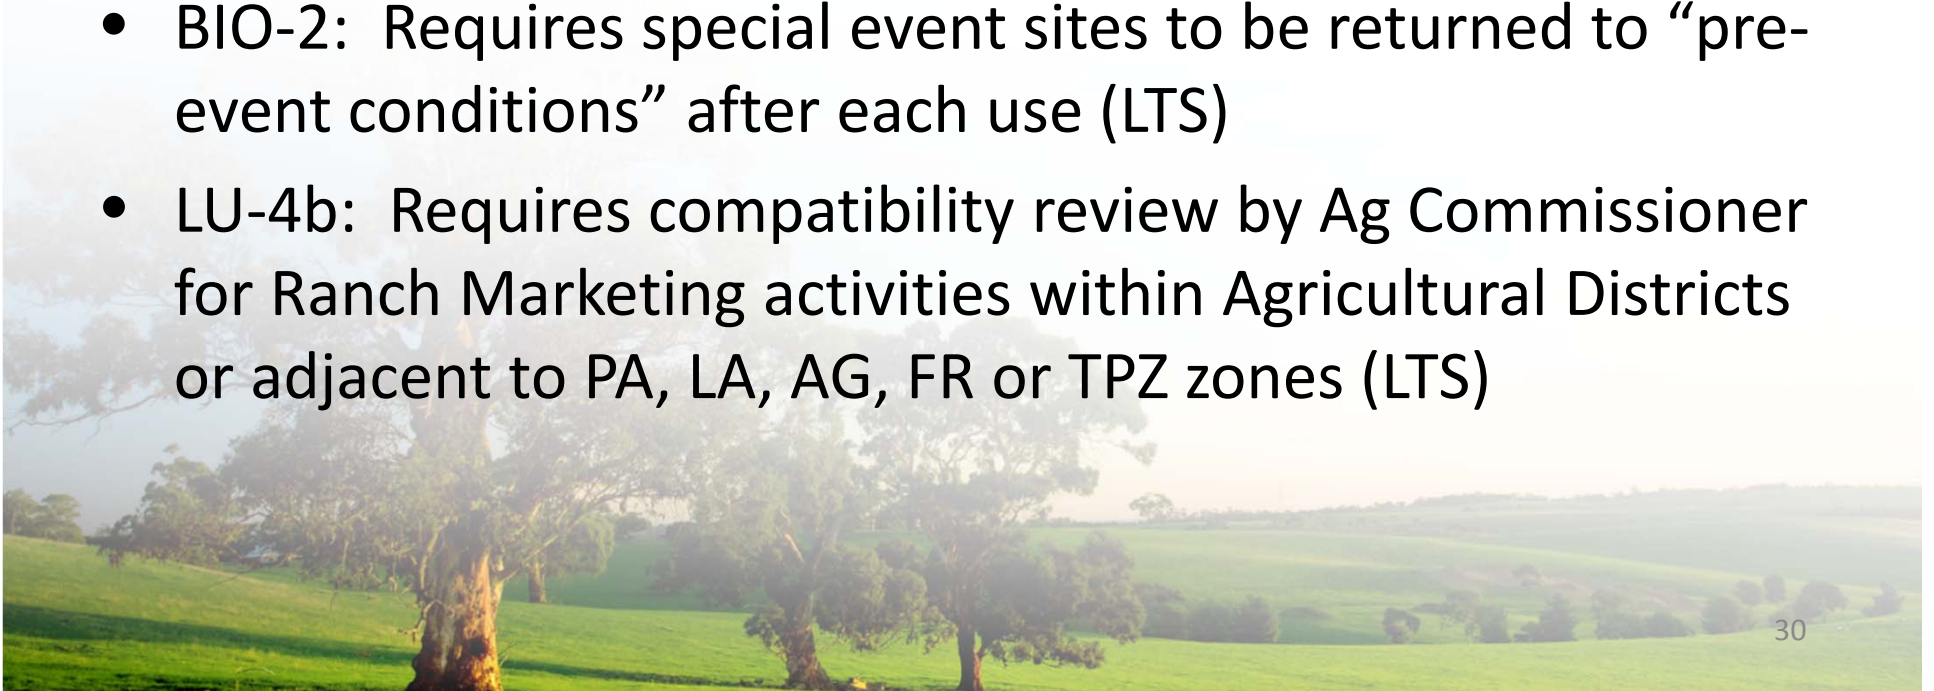 • BIO-2:  Requires special event sites to be returned to “pre-
event conditions” after each use (LTS)
• LU-4b:  Requires compatibility review by Ag Commissioner
for Ranch Marketing activities within Agricultural Districts
or adjacent to PA, LA, AG, FR or TPZ zones (LTS)
30